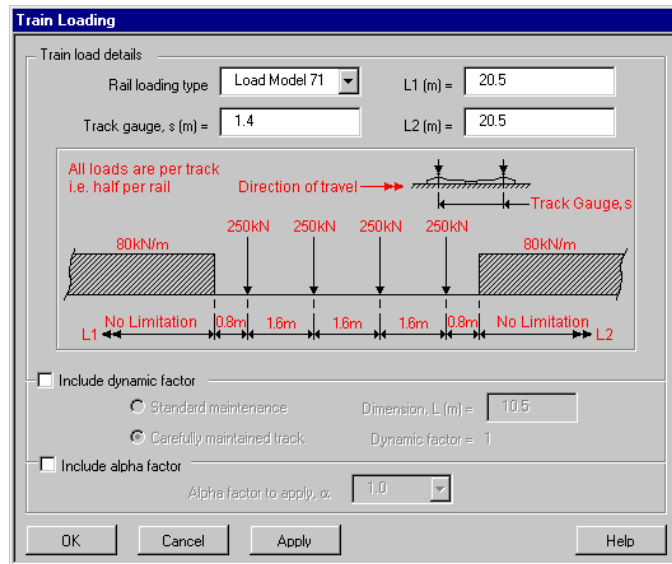 Train Loading
Train load details
Rail loading type Load Model 71 L1 (m) = 20.5
Track gauge, s (m) = 1.4 L2 (m) = 20.5
All loads are per track
i.e. half per rail
Direction of travel
Track Gauge, s
250kN 250kN 250kN 250kN
80kN/m 80kN/m
L1 No Limitation 0.8m 1.6m 1.6m 1.6m 0.8m No Limitation L2
Include dynamic factor
Standard maintenance Dimension, L (m) = 10.5
Carefully maintained track Dynamic factor = 1
Include alpha factor
Alpha factor to apply, α 1.0
OK Cancel Apply Help